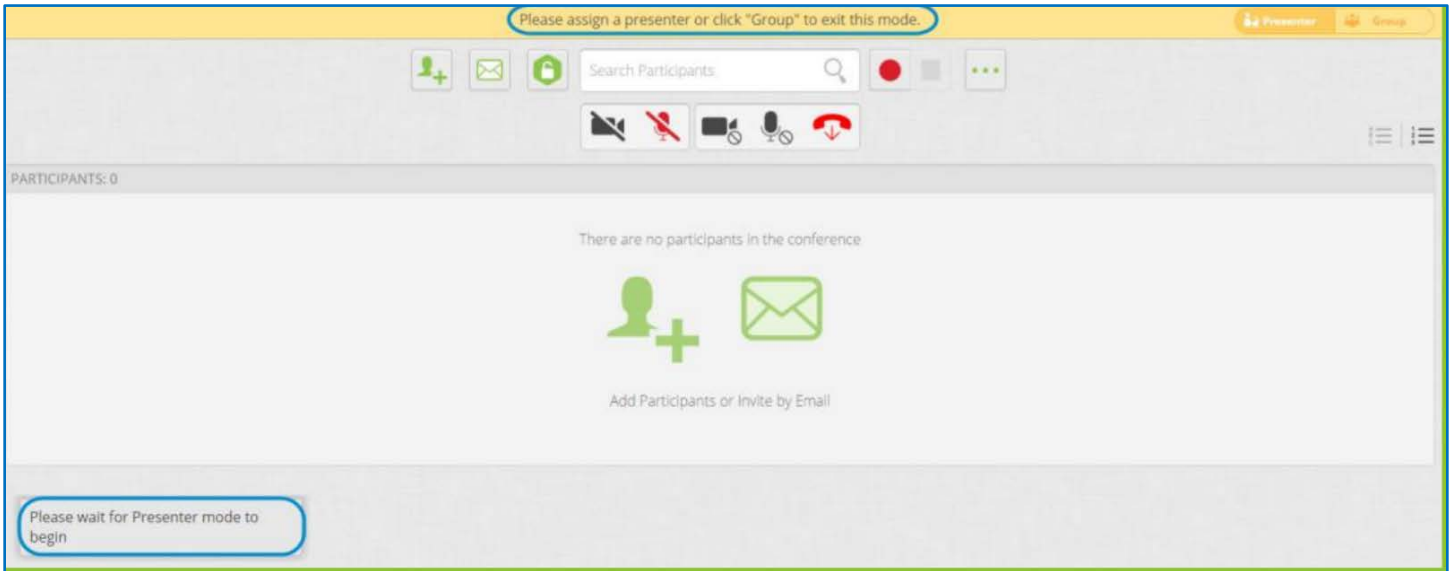 Please assign a presenter or click "Group" to exit this mode.
Presenter Group
Search Participants
PARTICIPANTS: 0
There are no participants in the conference
Add Participants or Invite by Email
Please wait for Presenter mode to
begin